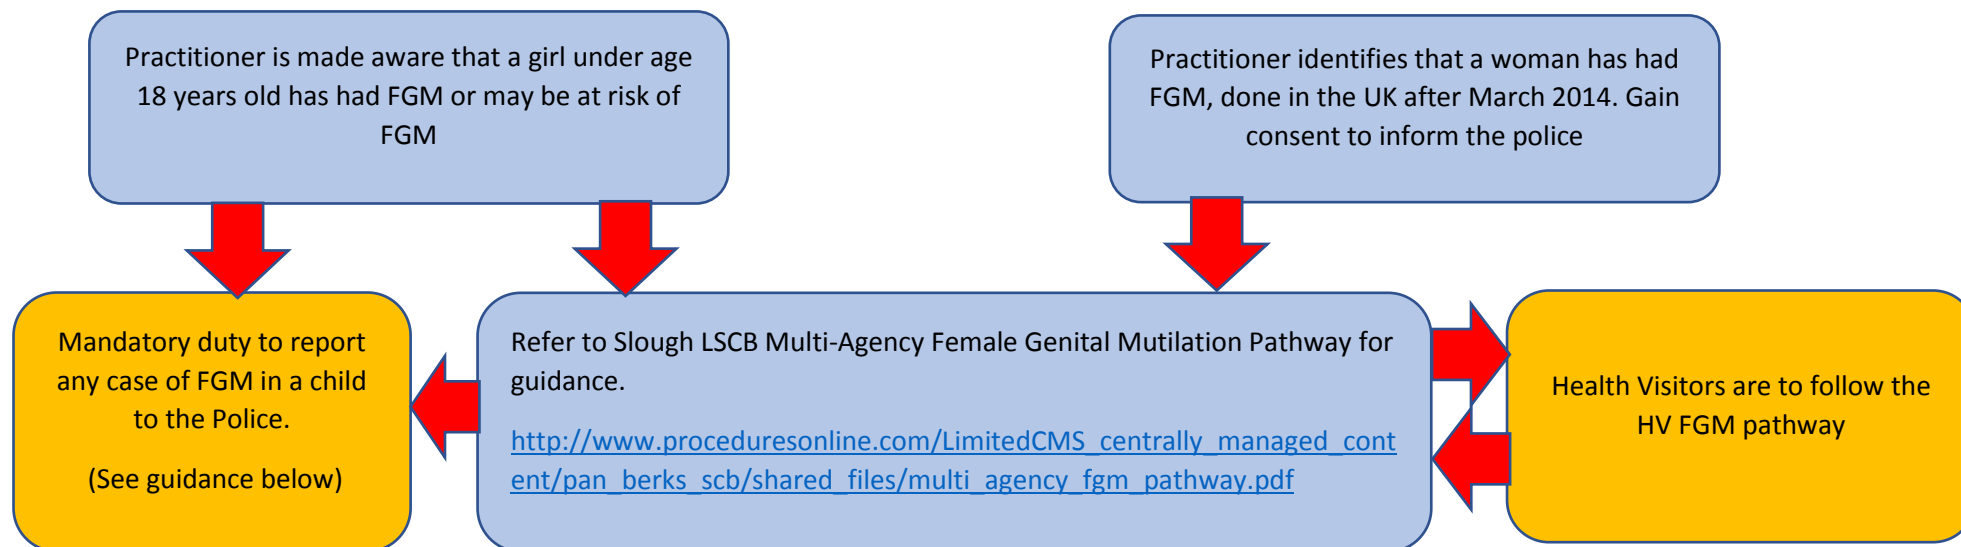 Practitioner is made aware that a girl under age
18 years old has had FGM or may be at risk of
FGM
Practitioner identifies that a woman has had
FGM, done in the UK after March 2014. Gain
consent to inform the police
Mandatory duty to report
any case of FGM in a child
to the Police.
(See guidance below)
Refer to Slough LSCB Multi-Agency Female Genital Mutilation Pathway for
guidance.
http://www.proceduresonline.com/LimitedCMS_centrally_managed_cont
ent/pan_berks_scb/shared_files/multi_agency_fgm_pathway.pdf
Health Visitors are to follow the
HV FGM pathway